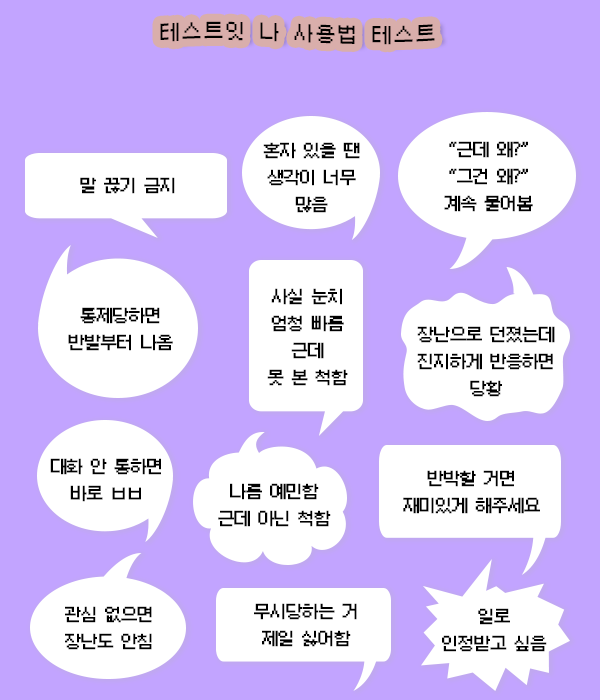 테스트잇 나 사용법 테스트
말 끊기 금지
혼자 있을 땐
생각이 너무
많음
“근데 왜?”
“그건 왜?”
계속 물어봄
통제당하면
반발부터 나옴
사실 눈치
엄청 빠름
근데
못 본 척함
장난으로 던졌는데
진지하게 반응하면
당황
대화 안 통하면
바로 ㅂㅂ
나름 예민함
근데 아닌 척함
반박할 거면
재미있게 해주세요
관심 없으면
장난도 안침
무시당하는 거
제일 싫어함
일로
인정받고 싶음